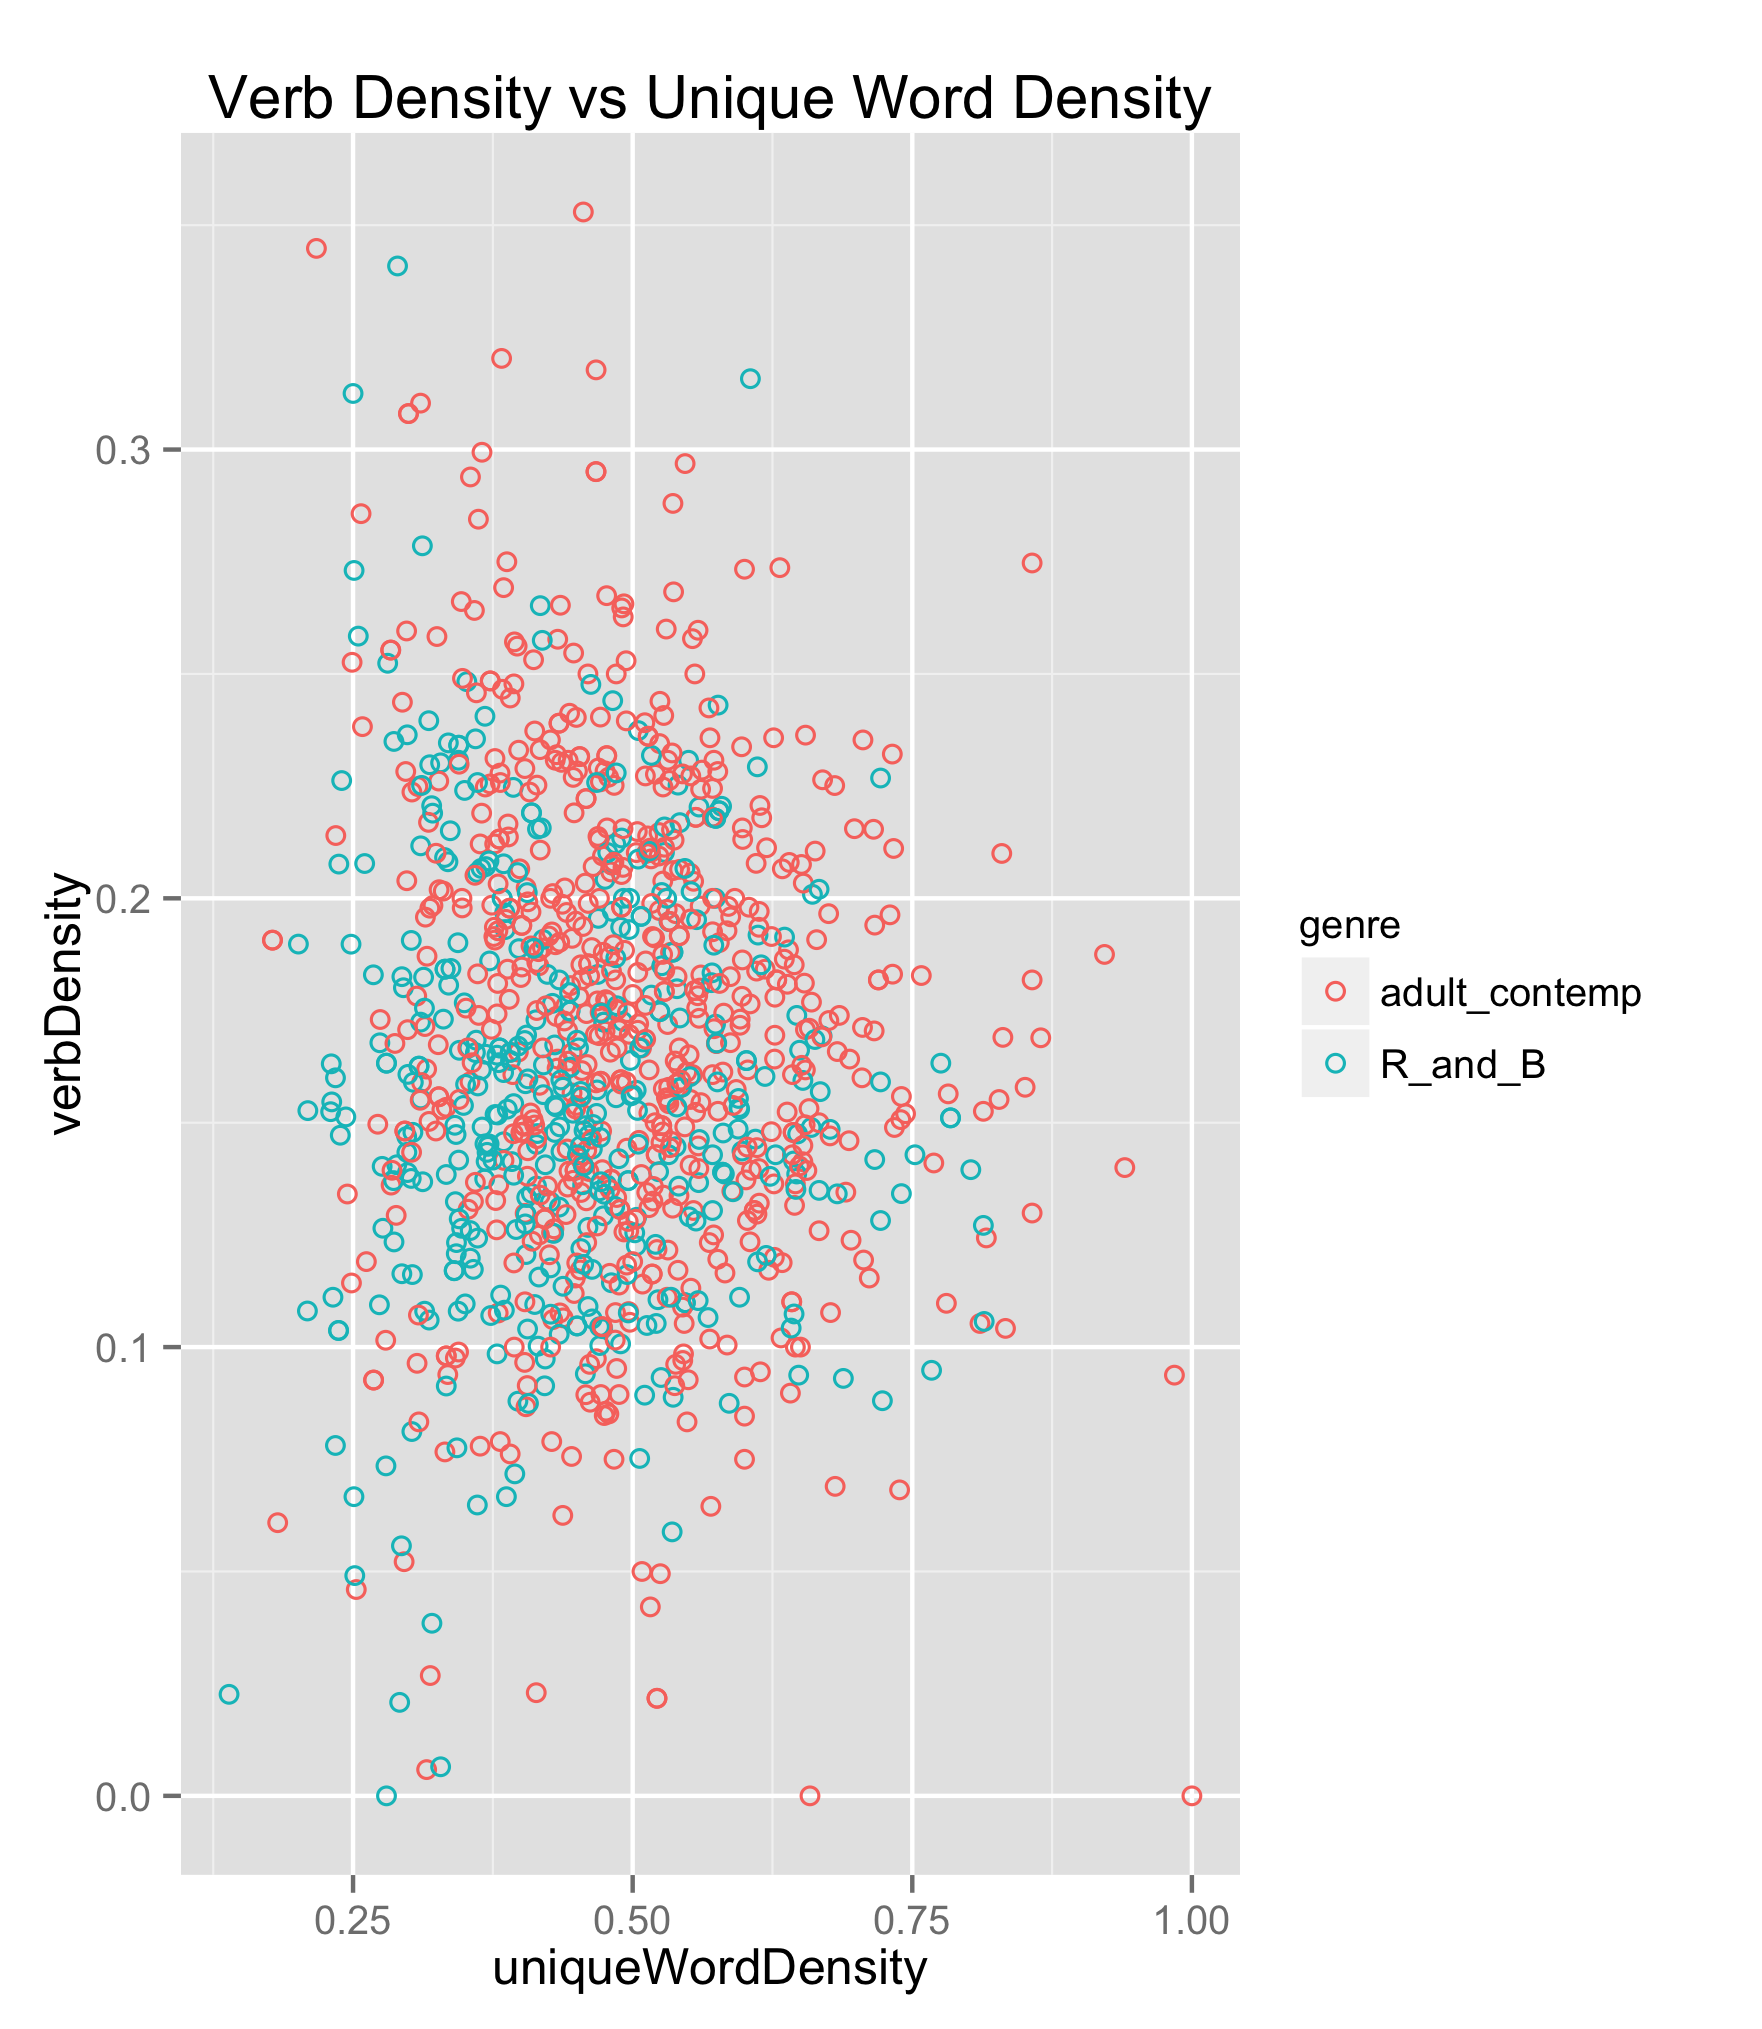 Verb Density vs Unique Word Density
verbDensity
0.3
0.2
0.1
0.0
0.25 0.50 0.75 1.00
uniqueWordDensity
genre
adult_contemp
R_and_B